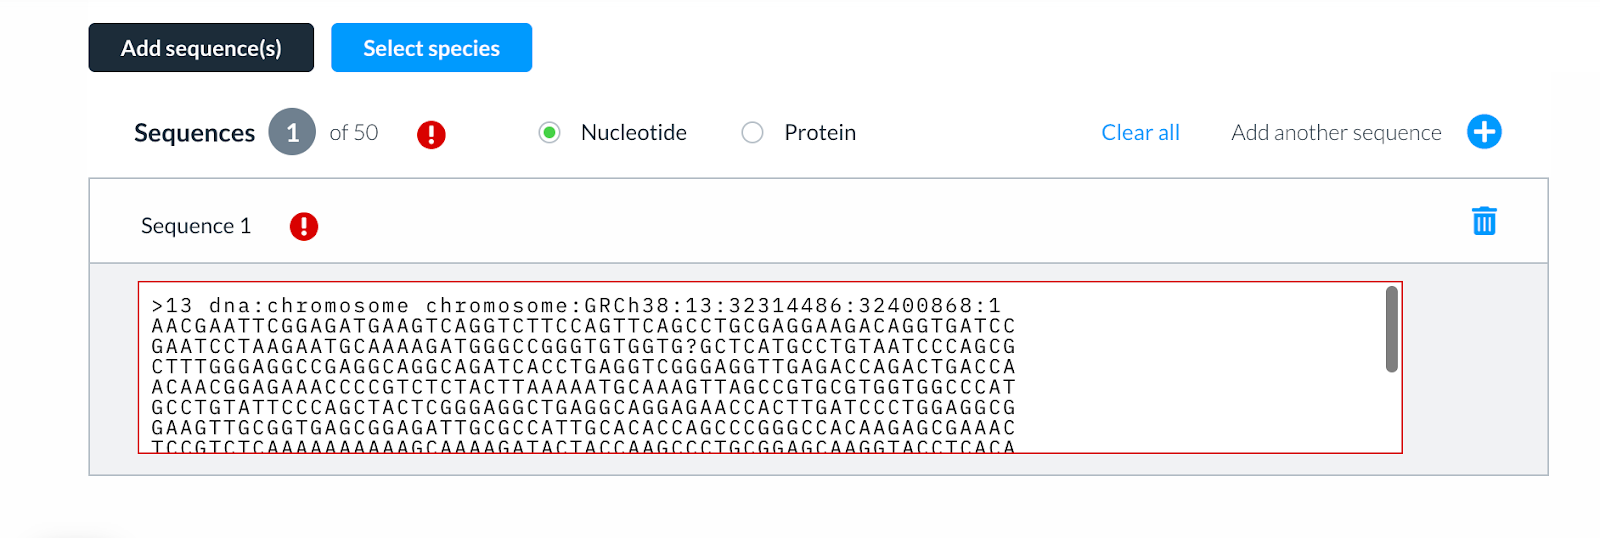 Add sequence(s) Select species
Sequences 1 of 50 ! Nucleotide Protein Clear all Add another sequence +
Sequence 1 !
>13 dna:chromosome chromosome:GRCh38:13:32314486:32400868:1
AACGAATTCGGAGATGAAGTCAGGTCTTCCAGTTCAGCCTGCGAGGAAGACAGGTGATCC
GAATCCTAAGAATGCAAAAGATGGGCCGGGTGTGGTG?GCTCATGCCTGTAATCCCAGCG
CTTTGGGAGGCCGAGGCAGGCAGATCACCTGAGGTCGGGAGGTTGAGACCAGACTGACCA
ACAACGGAGAAACCCCGTCTCTACTTAAAAATGCAAAGTTAGCCGTGCGTGGTGGCCCAT
GCCTGTATTCCCAGCTACTCGGGAGGCTGAGGCAGGAGAACCACTTGATCCCTGGAGGCG
GAAGTTGCGGTGAGCGGAGATTGCGCCATTGCACACCAGCCCGGGCCACAAGAGCGAAAC
TCCGTCTCAAAAAAAAAAAGCAAAAGATACTACCAAGCCCTGCGGAGCAAGGTACCTCACA